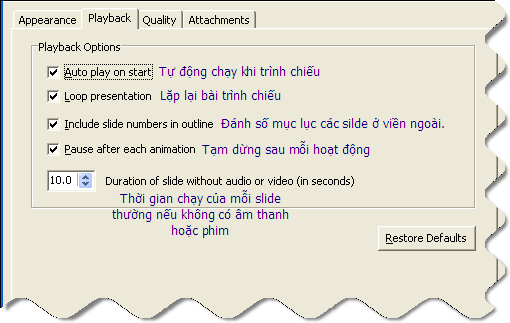 Appearance Playback Quality Attachments
Playback Options
Auto play on start Tự động chạy khi trình chiếu
Loop presentation Lặp lại bài trình chiếu
Include slide numbers in outline Đánh số mục lục các silde ở viền ngoài.
Pause after each animation Tạm dừng sau mỗi hoạt động
10.0 Duration of slide without audio or video (in seconds)
Thời gian chạy của mỗi slide
thường nếu không có âm thanh
hoặc phim
Restore Defaults